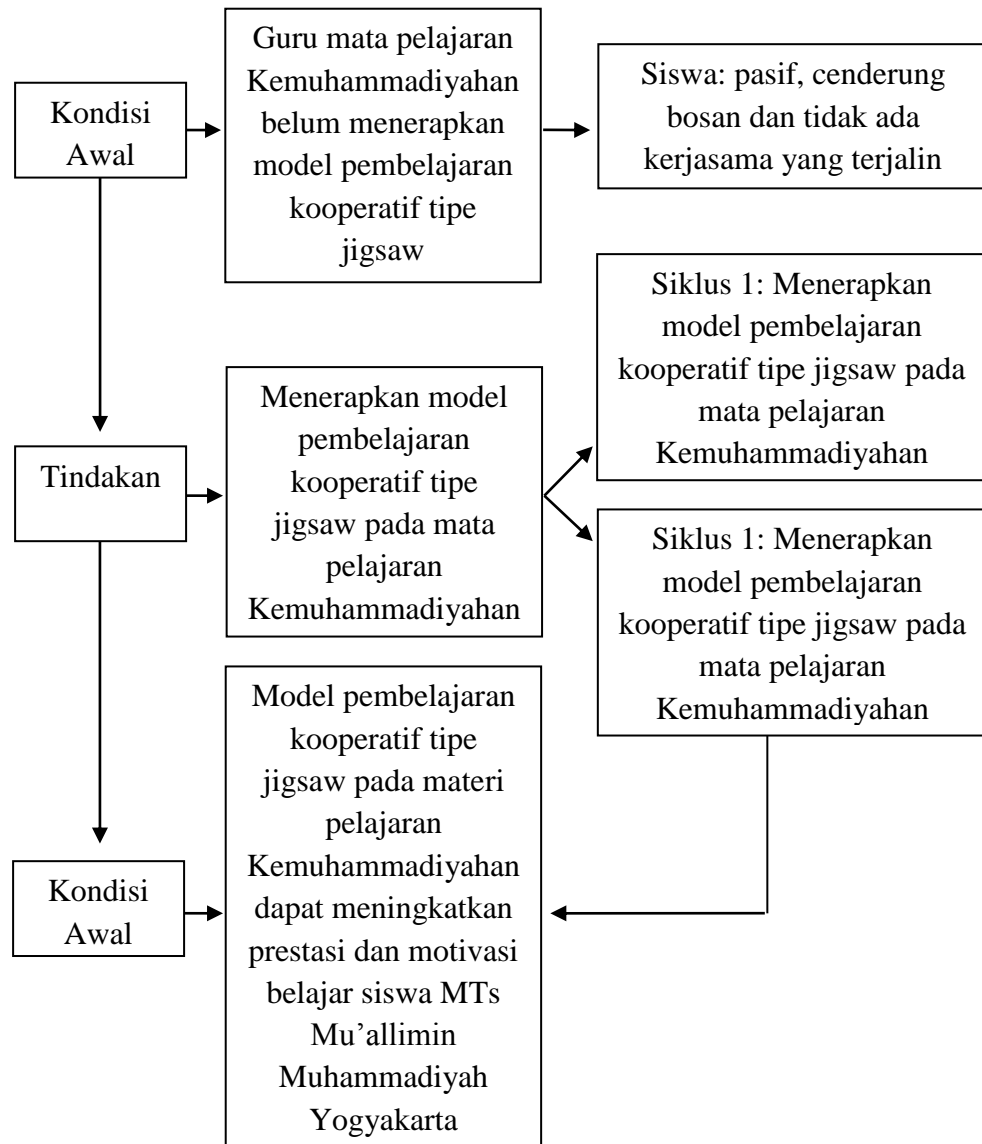 Kondisi
Awal
Guru mata pelajaran
Kemuhammadiyahan
belum menerapkan
model pembelajaran
kooperatif tipe
jigsaw
Siswa: pasif, cenderung
bosan dan tidak ada
kerjasama yang terjalin
Tindakan
Menerapkan model
pembelajaran
kooperatif tipe
jigsaw pada mata
pelajaran
Kemuhammadiyahan
Siklus 1: Menerapkan
model pembelajaran
kooperatif tipe jigsaw pada
mata pelajaran
Kemuhammadiyahan
Siklus 1: Menerapkan
model pembelajaran
kooperatif tipe jigsaw pada
mata pelajaran
Kemuhammadiyahan
Kondisi
Awal
Model pembelajaran
kooperatif tipe
jigsaw pada materi
pelajaran
Kemuhammadiyahan
dapat meningkatkan
prestasi dan motivasi
belajar siswa MTs
Mu’allimin
Muhammadiyah
Yogyakarta